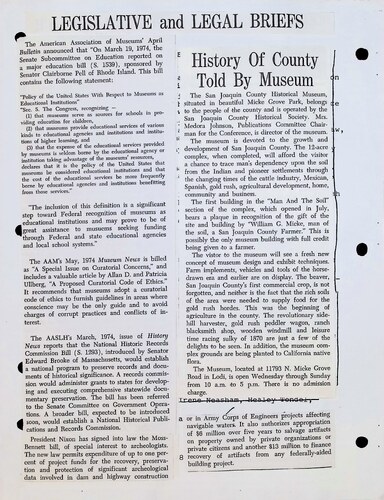 LEGISLATIVE and LEGAL BRIEFS
The American Association of Museums' April
Bulletin announced that "On March 19, 1974, the
Senate Subcommittee on Education reported on
a major education bill (S. 1539), sponsored by
Senator Clairborne Pell of Rhode Island. This bill
contains the following statement:
"Policy of the United States With Respect to Museums as
Educational Institutions"
"Sec. 5. The Congress, recognizing —
(1) that museums serve as sources for schools in pro-
viding education for children,
(2) that museums provide educational services of various
kinds to educational agencies and institutions and institu-
tions of higher learning, and
(3) that the expense of the educational services provided
by museums is seldom borne by the educational agency or
institution taking advantage of the museums' resources,
declares that it is the policy of the United States that
museums be considered educational institutions and that
the cost of the educational services be more frequently
borne by educational agencies and institutions benefitting
from those services."
"The inclusion of this definition is a significant
step toward Federal recognition of museums as
educational institutions and may prove to be of
great assistance to museums seeking funding
through Federal and state educational agencies
and local school systems."
The AAM's May, 1974 Museum News is billed
as "A Special Issue on Curatorial Concerns," and
includes a valuable article by Allan D. and Patricia
Ulberg, "A Proposed Curatorial Code of Ethics."
It recommends that museums adopt a curatorial
code of ethics to furnish guidelines in areas where
conscience may be the only guide and to avoid
charges of corrupt practices and conflicts of in-
terest.
The AASLH's March, 1974, issue of History
News reports that the National Historic Records
Commission Bill (S. 1293), introduced by Senator
Edward Brooke of Massachusetts, would establish
a national program to preserve records and docu-
ments of historical significance. A records commis-
sion would administer grants to states for develop-
ing and executing comprehensive statewide docu-
mentary preservation. The bill has been referred
to the Senate Committee on Government Opera-
tions. A broader bill, expected to be introduced
soon, would establish a National Historical Publi-
cations and Records Commission.
President Nixon has signed into law the Moss-
Bennett bill, of special interest to archeologists.
The new law permits expenditure of up to one per-
cent of project funds for the recovery, preserva-
tion and protection of significant archeological
data involved in dam and highway construction
History Of County
Told By Museum
The San Joaquin County Historical Museum,
situated in beautiful Micke Grove Park, belongs
to the people of the county and is operated by the
San Joaquin County Historical Society. Mrs.
Medora Johnson, Publications Committee Chair-
man for the Conference, is director of the museum.
The museum is devoted to the growth and
development of San Joaquin County. The 12-acre
complex, when completed, will afford the visitor
a chance to trace man's dependency upon the soil
from the Indian and pioneer settlements through
the changing times of the cattle industry, Mexican,
Spanish, gold rush, agricultural development, home,
community and business.
The first building in the "Man And The Soil"
section of the complex, which opened in July,
bears a plaque in recognition of the gift of the
site and building by "William G. Micke, man of
the soil, a San Joaquin County Farmer." This is
possibly the only museum building with full credit
being given to a farmer.
The visitor to the museum will see a fresh new
concept of museum design and exhibit techniques.
Farm implements, vehicles and tools of the horse-
drawn era and earlier are on display. The beaver,
San Joaquin County's first commercial crop, is not
forgotten, and neither is the fact that the rich soils
of the area were needed to supply food for the
gold rush hordes. This was the beginning of
agriculture in the county. The revolutionary side-
hill harvester, gold rush peddler wagon, ranch
blacksmith shop, wooden windmill and leisure
time racing sulky of 1870 are just a few of the
delights to be seen. In addition, the museum com-
plex grounds are being planted to California native
flora.
The Museum, located at 11793 N. Micke Grove
Road in Lodi, is open Wednesday through Sunday
from 10 a.m. to 5 p.m. There is no admission
charge.
or in Army Corps of Engineers projects affecting
navigable waters. It also authorizes appropriation
of $6 million over five years to salvage artifacts
on property owned by private organizations or
private citizens and another $13 million to finance
recovery of artifacts from any federally-aided
building project.